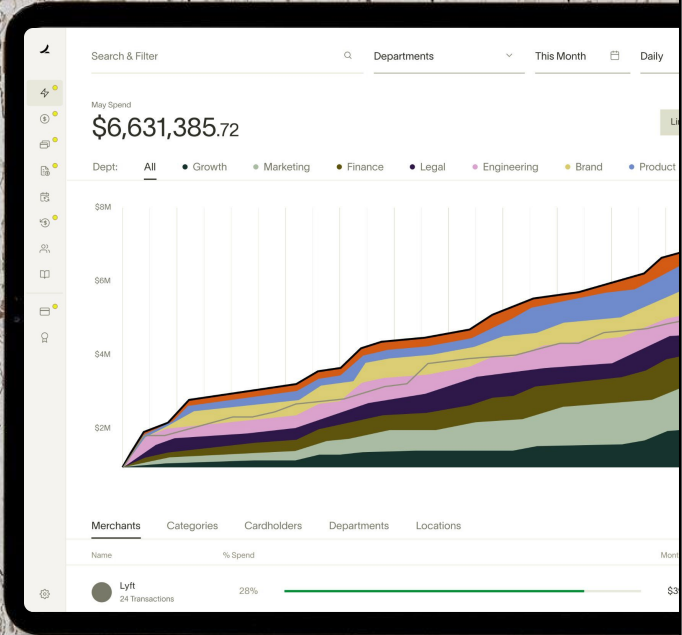 Search & Filter
Departments
This Month
Daily
May Spend
$6,631,385.72
Dept: All Growth Marketing Finance Legal Engineering Brand Product
$8M
$6M
$4M
$2M
Merchants Categories Cardholders Departments Locations
Name % Spend
Lyft
24 Transactions
28%